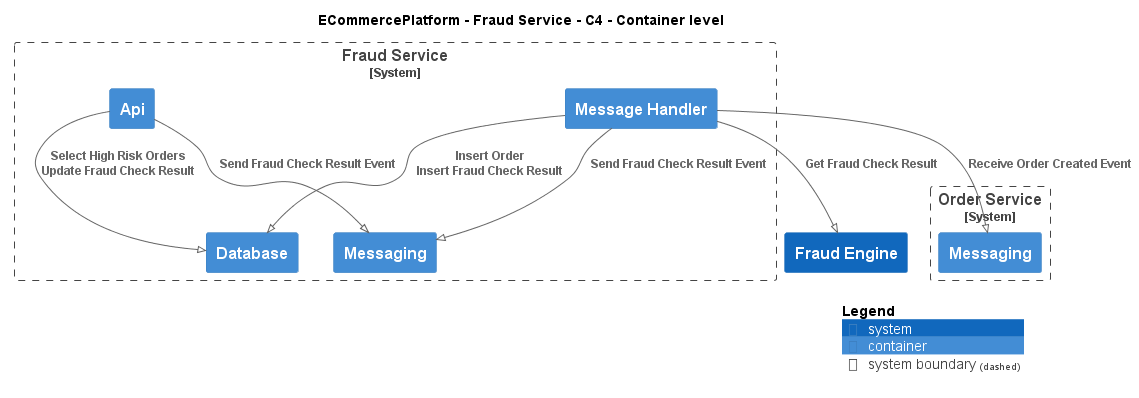 ECommercePlatform - Fraud Service - C4 - Container level
Fraud Service
[System]
Api
Message Handler
Select High Risk Orders
Update Fraud Check Result
Send Fraud Check Result Event
Insert Order
Insert Fraud Check Result
Send Fraud Check Result Event
Get Fraud Check Result
Receive Order Created Event
Order Service
[System]
Database
Messaging
Fraud Engine
Messaging
Legend
system
container
system boundary (dashed)